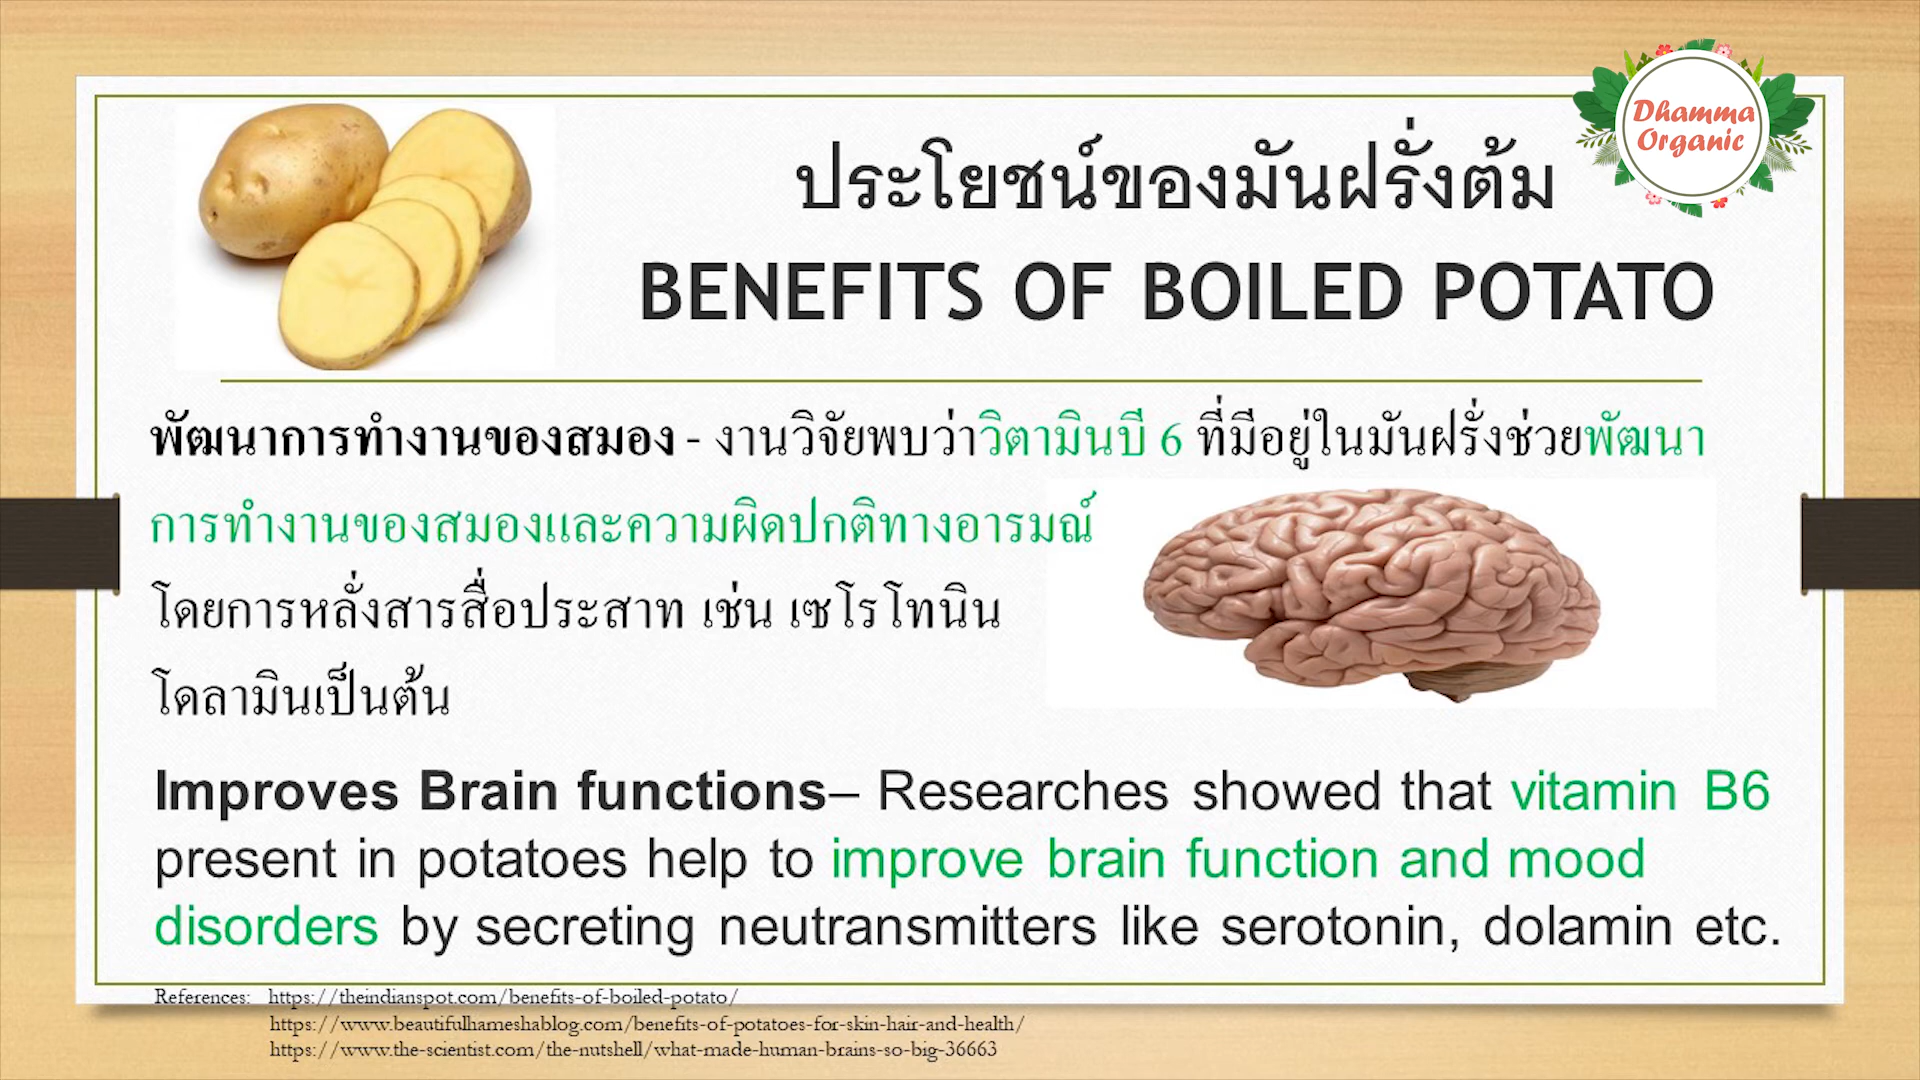 Dhamma
Organic
ประโยชน์ของมันฝรั่งต้ม
BENEFITS OF BOILED POTATO
พัฒนาการทำงานของสมอง - งานวิจัยพบว่าวิตามินบี 6 ที่มีอยู่ในมันฝรั่งช่วยพัฒนา
การทำงานของสมองและความผิดปกติทางอารมณ์
โดยการหลั่งสารสื่อประสาท เช่น เซโรโทนิน
โดลามินเป็นต้น
Improves Brain functions– Researches showed that vitamin B6
present in potatoes help to improve brain function and mood
disorders by secreting neutransmitters like serotonin, dolamin etc.
References: https://theindianspot.com/benefits-of-boiled-potato/
https://www.beautifulhameshablog.com/benefits-of-potatoes-for-skin-hair-and-health/
https://www.the-scientist.com/the-nutshell/what-made-human-brains-so-big-36663